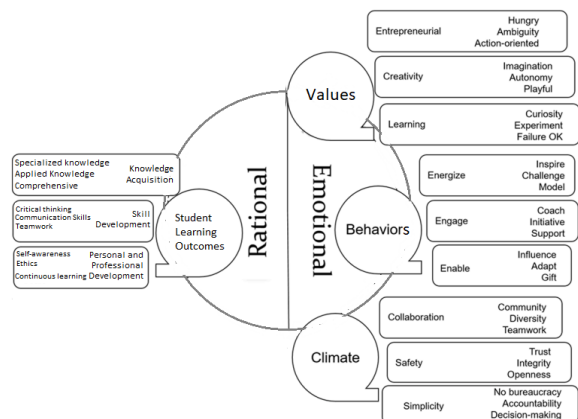 Entrepreneurial
Hungry
Ambiguity
Action-oriented
Creativity
Imagination
Autonomy
Playful
Values
Learning
Curiosity
Experiment
Failure OK
Specialized knowledge
Applied Knowledge
Comprehensive
Knowledge
Acquisition
Critical thinking
Communication Skills
Teamwork
Skill
Development
Self-awareness
Ethics
Continuous learning
Personal and
Professional
Development
Student
Learning
Outcomes
Rational
Emotional
Energize
Inspire
Challenge
Model
Behaviors
Engage
Coach
Initiative
Support
Enable
Influence
Adapt
Gift
Climate
Collaboration
Community
Diversity
Teamwork
Safety
Trust
Integrity
Openness
Simplicity
No bureaucracy
Accountability
Decision-making